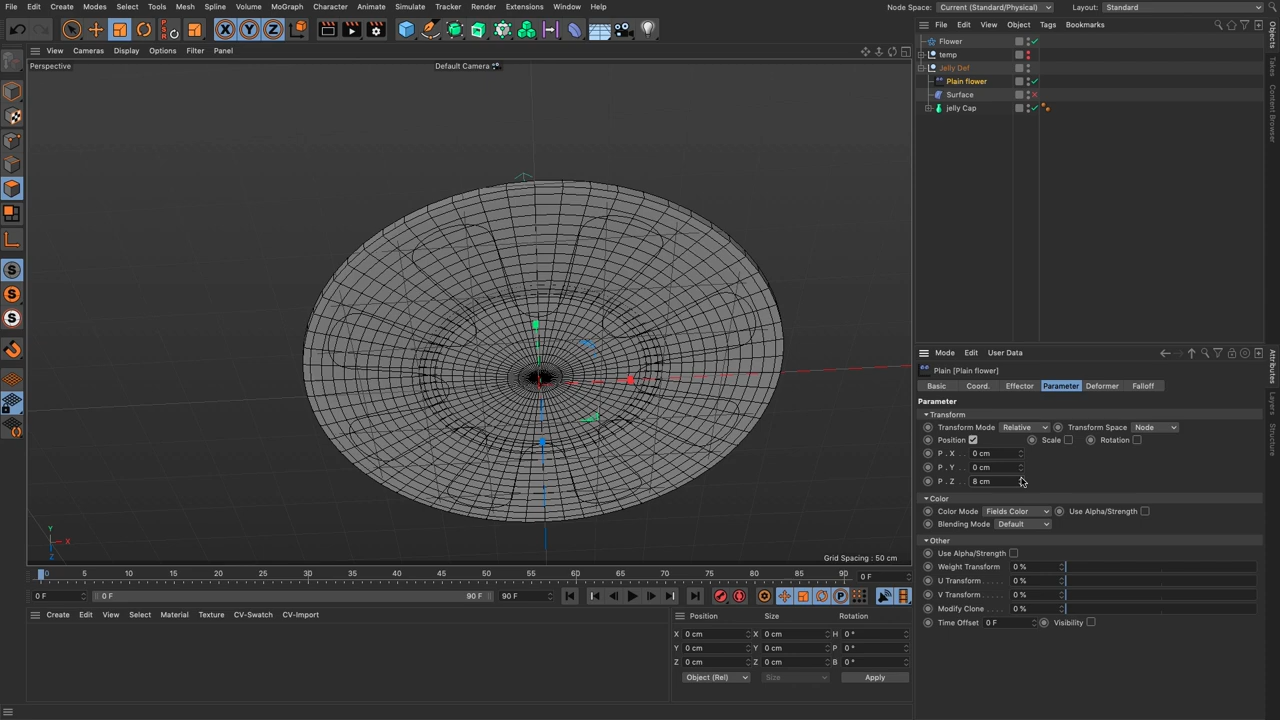 File Edit Create Modes Select Tools Mesh Spline Volume MoGraph Character Animate Simulate Tracker Render Extensions Window Help Node Space: Current (Standard/Physical) Layout: Standard
File Edit View Object Tags Bookmarks
Objects
Takes
Content Browser
View Cameras Display Options Filter Panel
Perspective
Default Camera
Flower
temp
Jelly Def
Plain flower
Surface
jelly Cap
X Y Z
S
S
S
Mode Edit User Data
Attributes
Layers
Structure
Plain [Plain flower]
Basic Coord. Effector Parameter Deformer Falloff
Parameter
Transform
Transform Mode Relative Transform Space Node
Position Scale Rotation
P . X . . 0 cm
P . Y . . 0 cm
P . Z . . 8 cm
Color
Color Mode Fields Color Use Alpha/Strength
Blending Mode Default
Other
Use Alpha/Strength
Weight Transform 0 %
U Transform . . . . . 0 %
V Transform . . . . . 0 %
Modify Clone . . . . 0 %
Time Offset 0 F Visibility
Y
X
Z
Grid Spacing : 50 cm
0 5 10 15 20 25 30 35 40 45 50 55 60 65 70 75 80 85 90 0 F
0 F 0 F 90 F 90 F
P
Create Edit View Select Material Texture CV-Swatch CV-Import
Position Size Rotation
X 0 cm X 0 cm H 0 °
Y 0 cm Y 0 cm P 0 °
Z 0 cm Z 0 cm B 0 °
Object (Rel) Size Apply